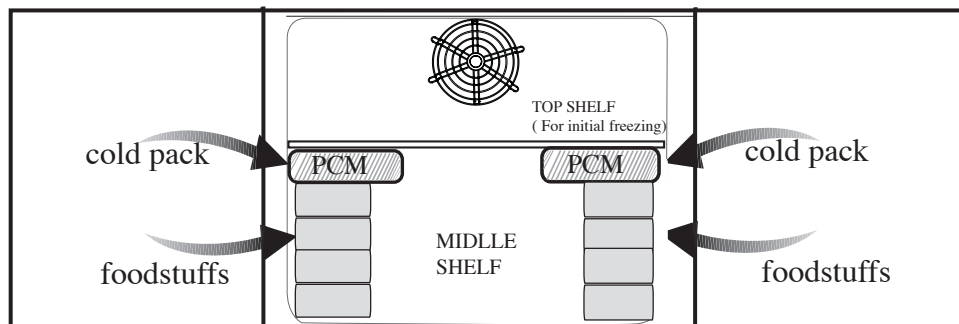 TOP SHELF
( For initial freezing)
cold pack
PCM
PCM
cold pack
MIDLLE
SHELF
foodstuffs
foodstuffs